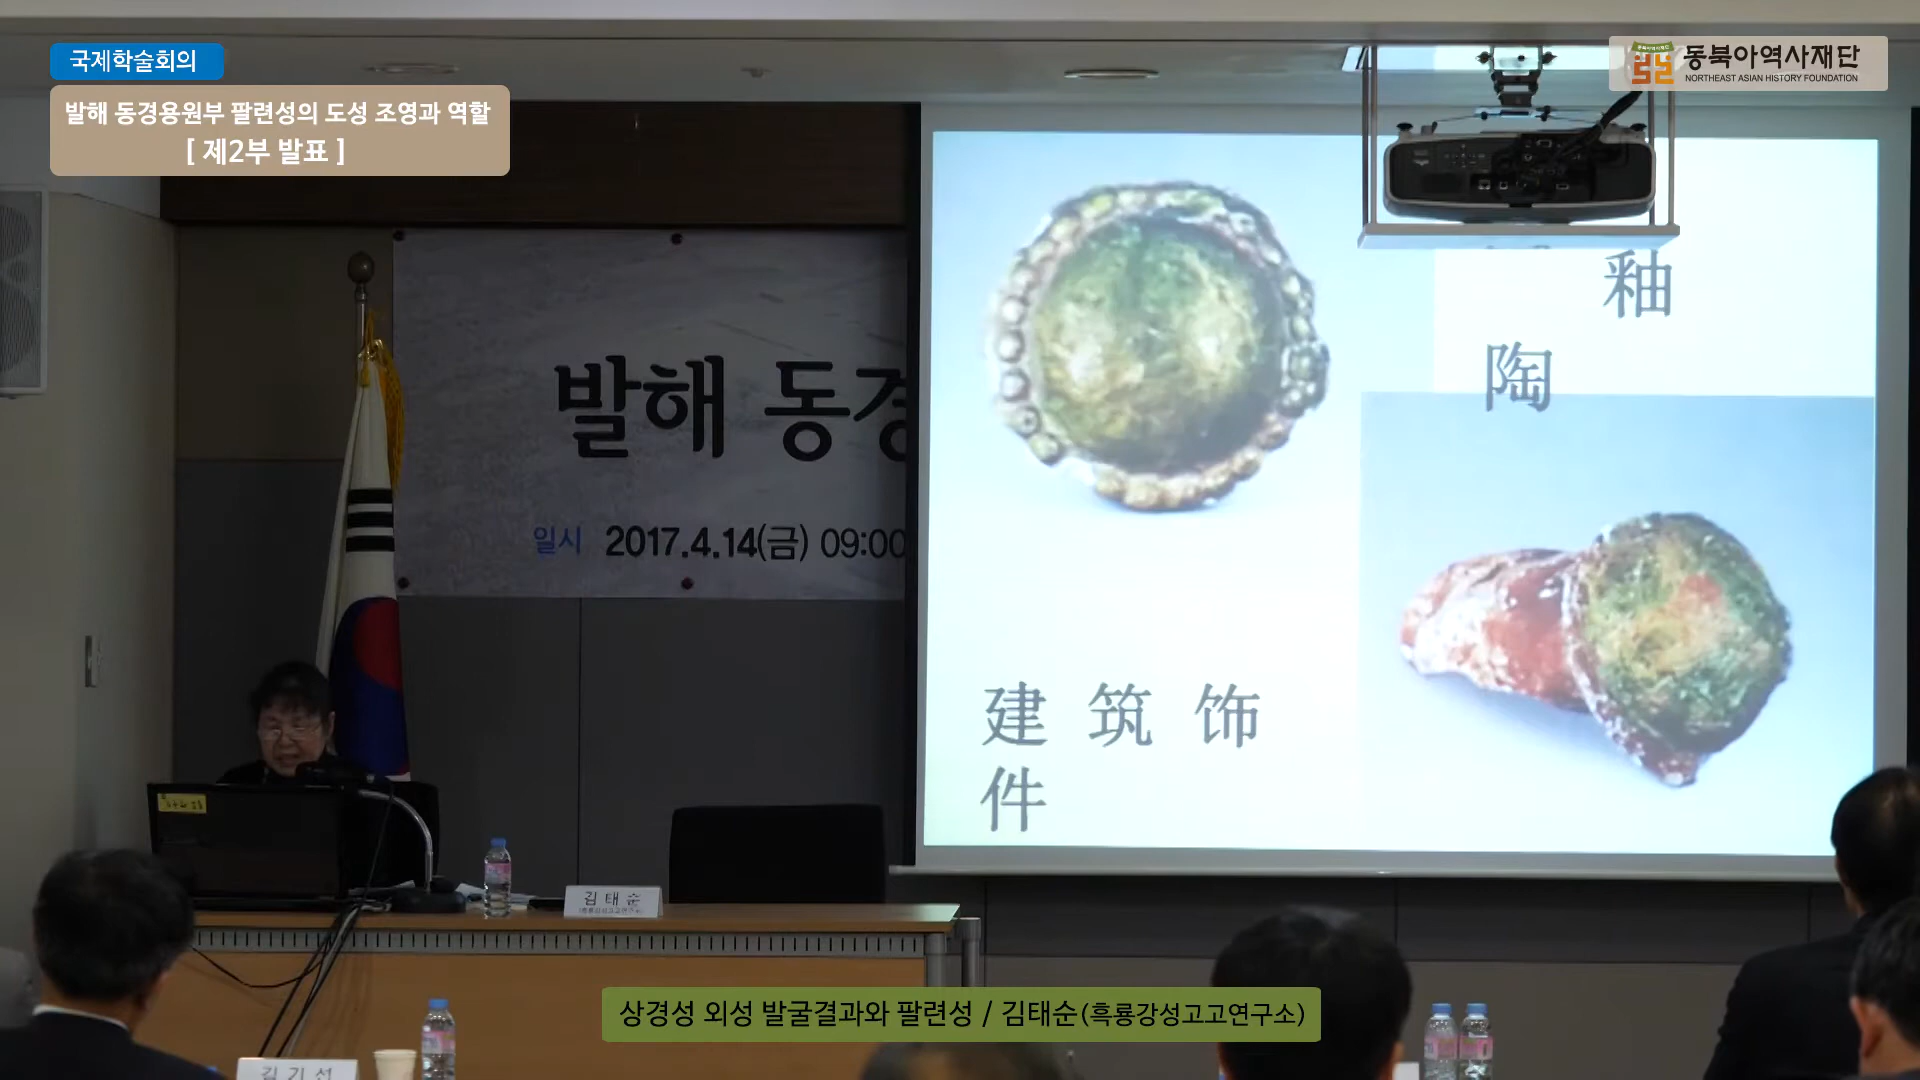 국제학술회의
발해 동경용원부 팔련성의 도성 조영과 역할
[ 제2부 발표 ]
동북아역사재단
NORTHEAST ASIAN HISTORY FOUNDATION
발해 동경
일시 2017.4.14(금) 09:00
釉
陶
建 筑 饰
件
김태순
김기섭
상경성 외성 발굴결과와 팔련성 / 김태순(흑룡강성고고연구소)